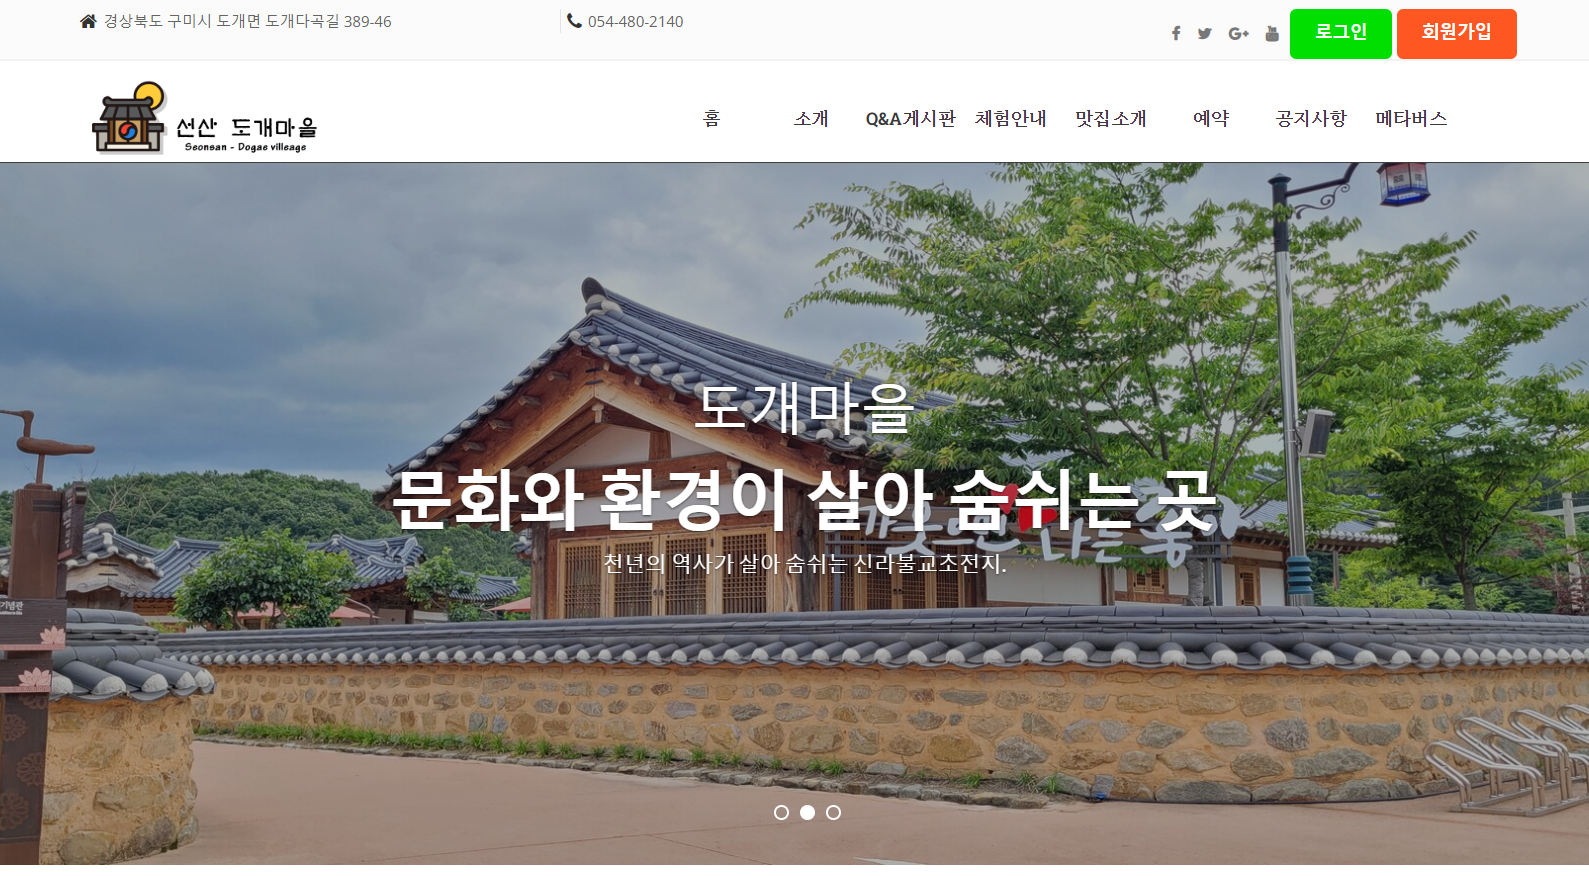 경상북도 구미시 도개면 도개다곡길 389-46
054-480-2140
로그인
회원가입
선산 도개마을
Seonsan - Dogae villeage
홈
소개
Q&A게시판
체험안내
맛집소개
예약
공지사항
메타버스
도개마을
문화와 환경이 살아 숨쉬는 곳
천년의 역사가 살아 숨쉬는 신라불교초전지.
기념관